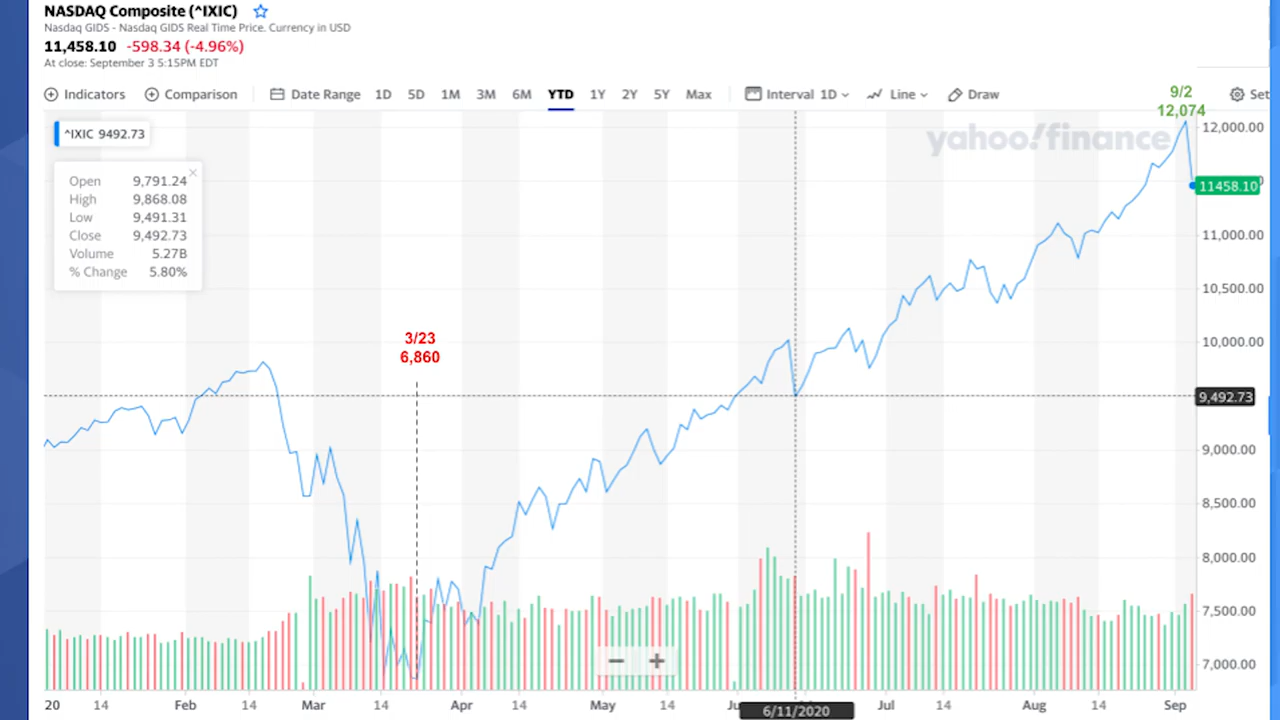 NASDAQ Composite (^IXIC)
Nasdaq GIDS - Nasdaq GIDS Real Time Price. Currency in USD
11,458.10 -598.34 (-4.96%)
At close: September 3 5:15PM EDT
Indicators Comparison Date Range 1D 5D 1M 3M 6M YTD 1Y 2Y 5Y Max Interval 1D Line Draw Set
9/2
12,074
^IXIC 9492.73
yahoo!finance
12,000.00
Open 9,791.24
High 9,868.08
Low 9,491.31
Close 9,492.73
Volume 5.27B
% Change 5.80%
11458.10
11,000.00
10,500.00
3/23
6,860
10,000.00
9,492.73
9,000.00
8,500.00
8,000.00
7,500.00
7,000.00
20 14 Feb 14 Mar 14 Apr 14 May 14 Ju 6/11/2020 Jul 14 Aug 14 Sep